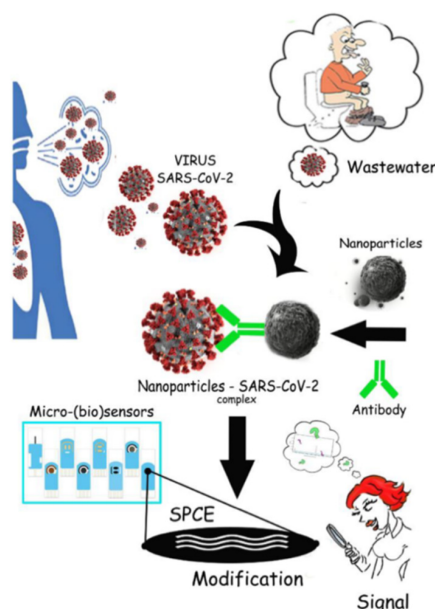 VIRUS
SARS-CoV-2
Wastewater
Nanoparticles
Nanoparticles - SARS-CoV-2
complex
Antibody
Micro-(bio)sensors
SPCE
Modification
Signal